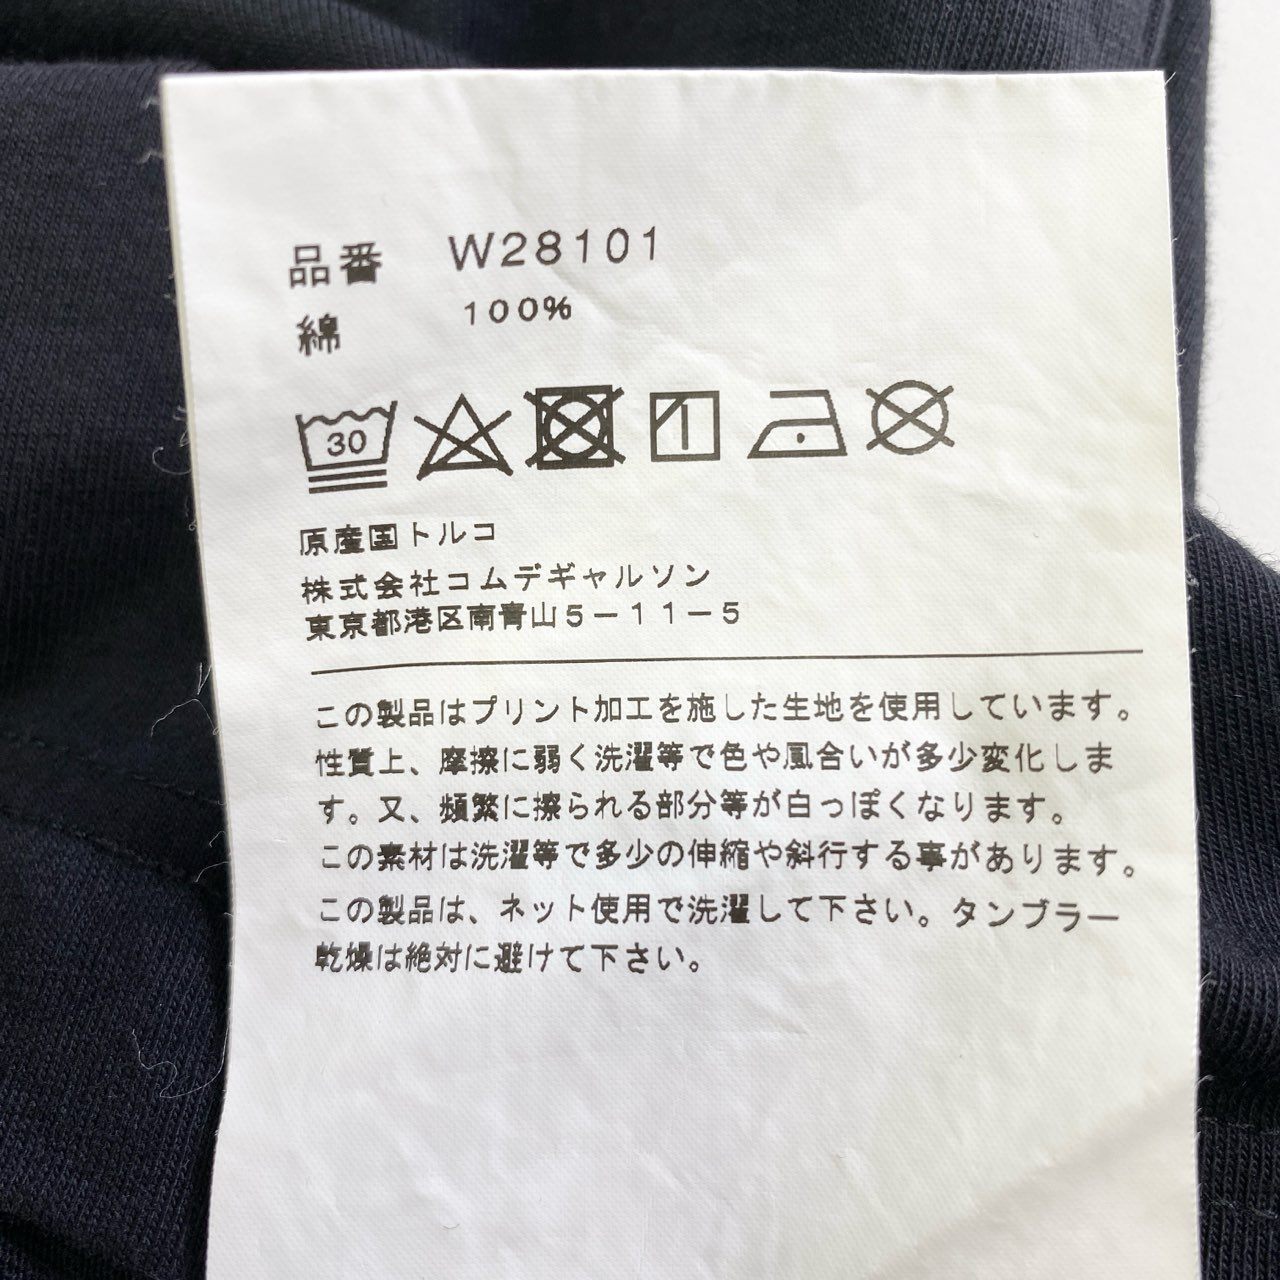 品番 W28101
綿 100%
30
原産国トルコ
株式会社コムデギャルソン
東京都港区南青山5-11-5
この製品はプリント加工を施した生地を使用しています。
性質上、摩擦に弱く洗濯等で色や風合いが多少変化しま
す。又、頻繁に擦られる部分等が白っぽくなります。
この素材は洗濯等で多少の伸縮や斜行する事があります。
この製品は、ネット使用で洗濯して下さい。タンブラー
乾燥は絶対に避けて下さい。